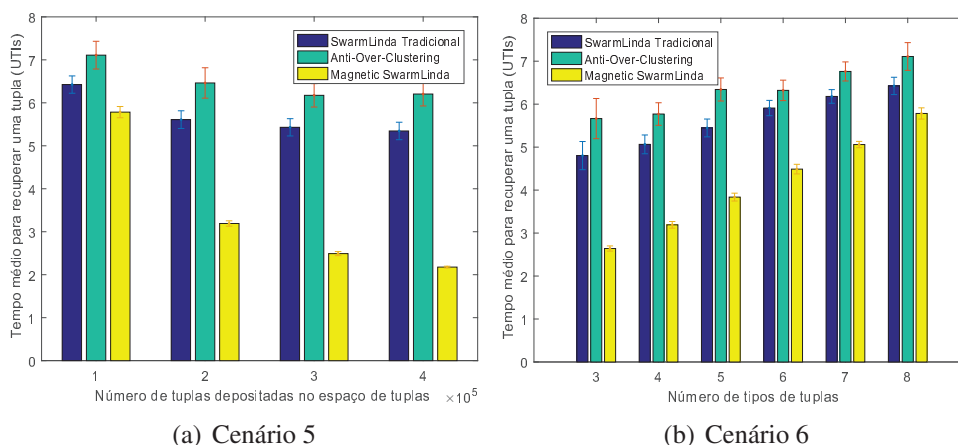 Tempo médio para recuperar uma tupla (UTIs)
8
7
6
5
4
3
2
1
0
SwarmLinda Tradicional
Anti-Over-Clustering
Magnetic SwarmLinda
1 2 3 4
Número de tuplas depositadas no espaço de tuplas ×10⁵
(a) Cenário 5
Tempo médio para recuperar uma tupla (UTIs)
8
7
6
5
4
3
2
1
0
SwarmLinda Tradicional
Anti-Over-Clustering
Magnetic SwarmLinda
3 4 5 6 7 8
Número de tipos de tuplas
(b) Cenário 6